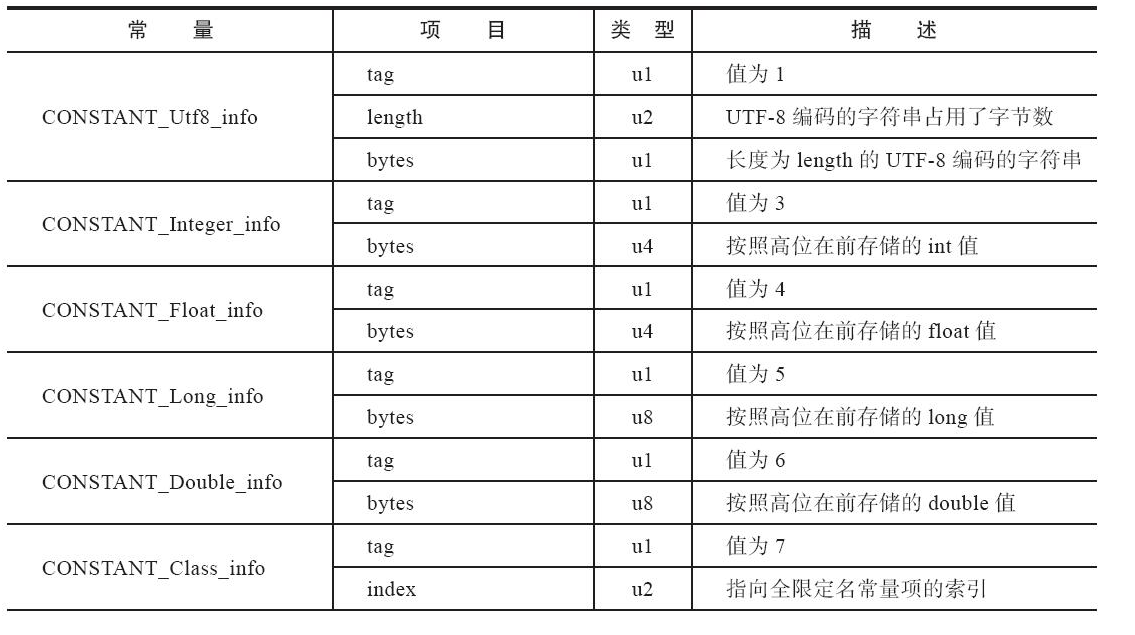 常 量 项 目 类 型 描 述
CONSTANT_Utf8_info tag u1 值为 1
length u2 UTF-8 编码的字符串占用了字节数
bytes u1 长度为 length 的 UTF-8 编码的字符串
CONSTANT_Integer_info tag u1 值为 3
bytes u4 按照高位在前存储的 int 值
CONSTANT_Float_info tag u1 值为 4
bytes u4 按照高位在前存储的 float 值
CONSTANT_Long_info tag u1 值为 5
bytes u8 按照高位在前存储的 long 值
CONSTANT_Double_info tag u1 值为 6
bytes u8 按照高位在前存储的 double 值
CONSTANT_Class_info tag u1 值为 7
index u2 指向全限定名常量项的索引